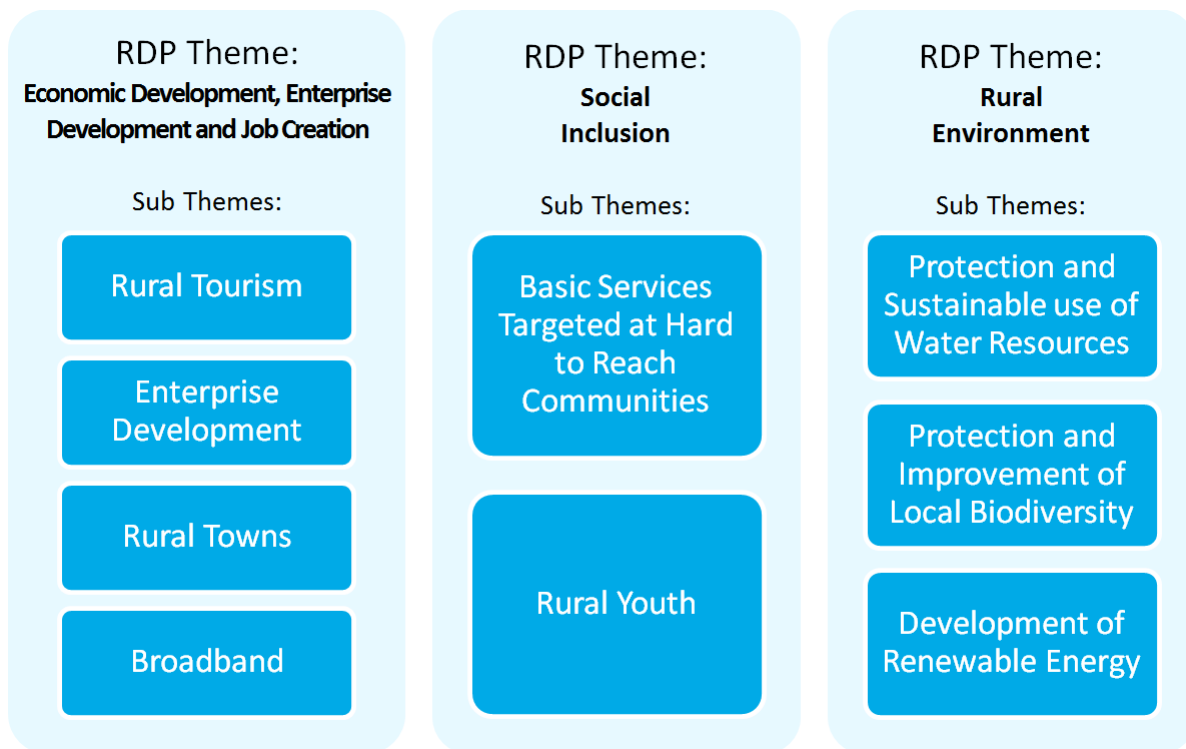 RDP Theme:
Economic Development, Enterprise
Development and Job Creation
Sub Themes:
Rural Tourism
Enterprise
Development
Rural Towns
Broadband
RDP Theme:
Social
Inclusion
Sub Themes:
Basic Services
Targeted at Hard
to Reach
Communities
Rural Youth
RDP Theme:
Rural
Environment
Sub Themes:
Protection and
Sustainable use of
Water Resources
Protection and
Improvement of
Local Biodiversity
Development of
Renewable Energy